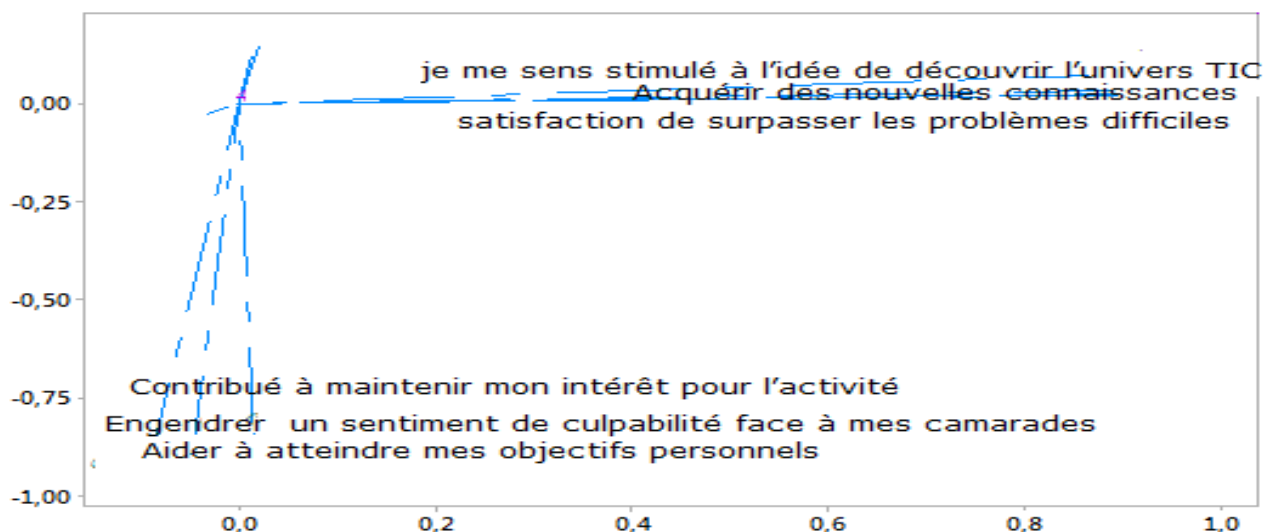 je me sens stimulé à l’idée de découvrir l’univers TIC
0,00
Acquérir des nouvelles connaissances
satisfaction de surpasser les problèmes difficiles
-0,25
-0,50
Contribué à maintenir mon intérêt pour l’activité
-0,75
Engendrer un sentiment de culpabilité face à mes camarades
Aider à atteindre mes objectifs personnels
-1,00
0,0 0,2 0,4 0,6 0,8 1,0